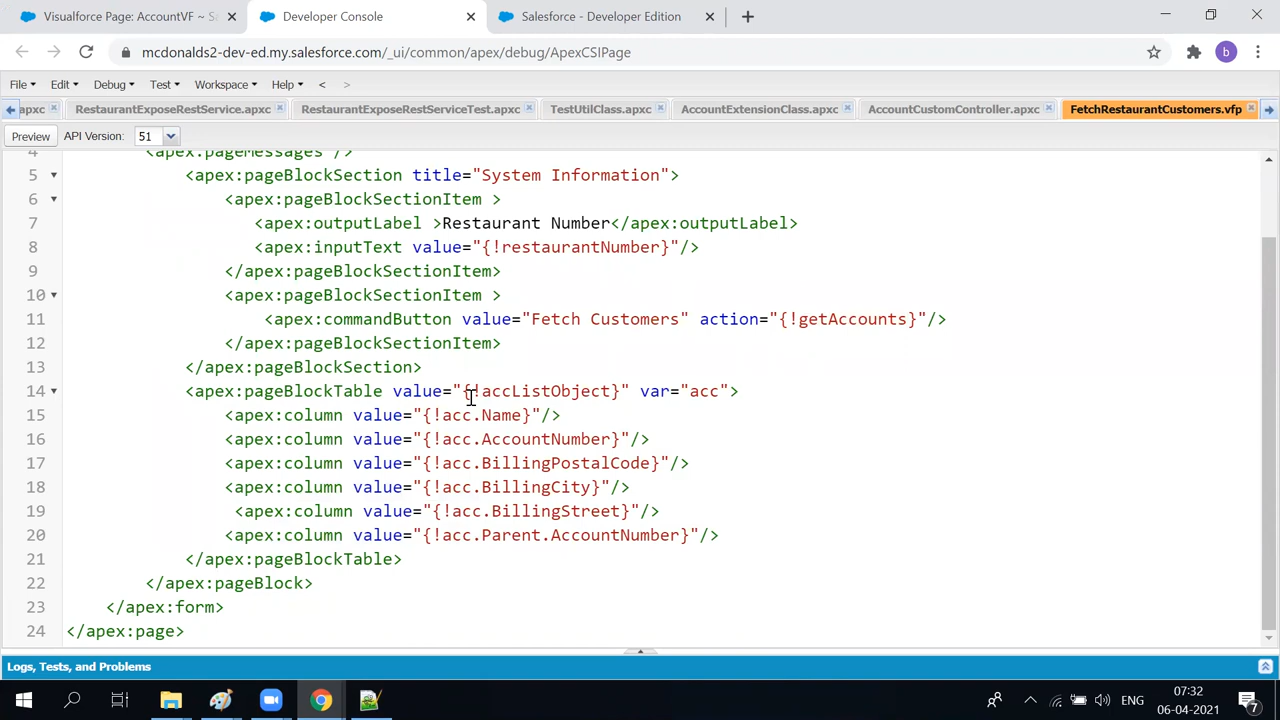 Visualforce Page: AccountVF ~ S
Developer Console
Salesforce - Developer Edition
mcdonalds2-dev-ed.my.salesforce.com/_ui/common/apex/debug/ApexCSIPage
b
File Edit Debug Test Workspace Help < >
apxc RestaurantExposeRestService.apxc RestaurantExposeRestServiceTest.apxc TestUtilClass.apxc AccountExtensionClass.apxc AccountCustomController.apxc FetchRestaurantCustomers.vfp
Preview API Version: 51
4 <apex:pageMessages />
5 <apex:pageBlockSection title="System Information">
6 <apex:pageBlockSectionItem >
7 <apex:outputLabel >Restaurant Number</apex:outputLabel>
8 <apex:inputText value="{!restaurantNumber}"/>
9 </apex:pageBlockSectionItem>
10 <apex:pageBlockSectionItem >
11 <apex:commandButton value="Fetch Customers" action="{!getAccounts}"/>
12 </apex:pageBlockSectionItem>
13 </apex:pageBlockSection>
14 <apex:pageBlockTable value="{!accListObject}" var="acc">
15 <apex:column value="{!acc.Name}"/>
16 <apex:column value="{!acc.AccountNumber}"/>
17 <apex:column value="{!acc.BillingPostalCode}"/>
18 <apex:column value="{!acc.BillingCity}"/>
19 <apex:column value="{!acc.BillingStreet}"/>
20 <apex:column value="{!acc.Parent.AccountNumber}"/>
21 </apex:pageBlockTable>
22 </apex:pageBlock>
23 </apex:form>
24 </apex:page>
Logs, Tests, and Problems
ENG
07:32
06-04-2021
7